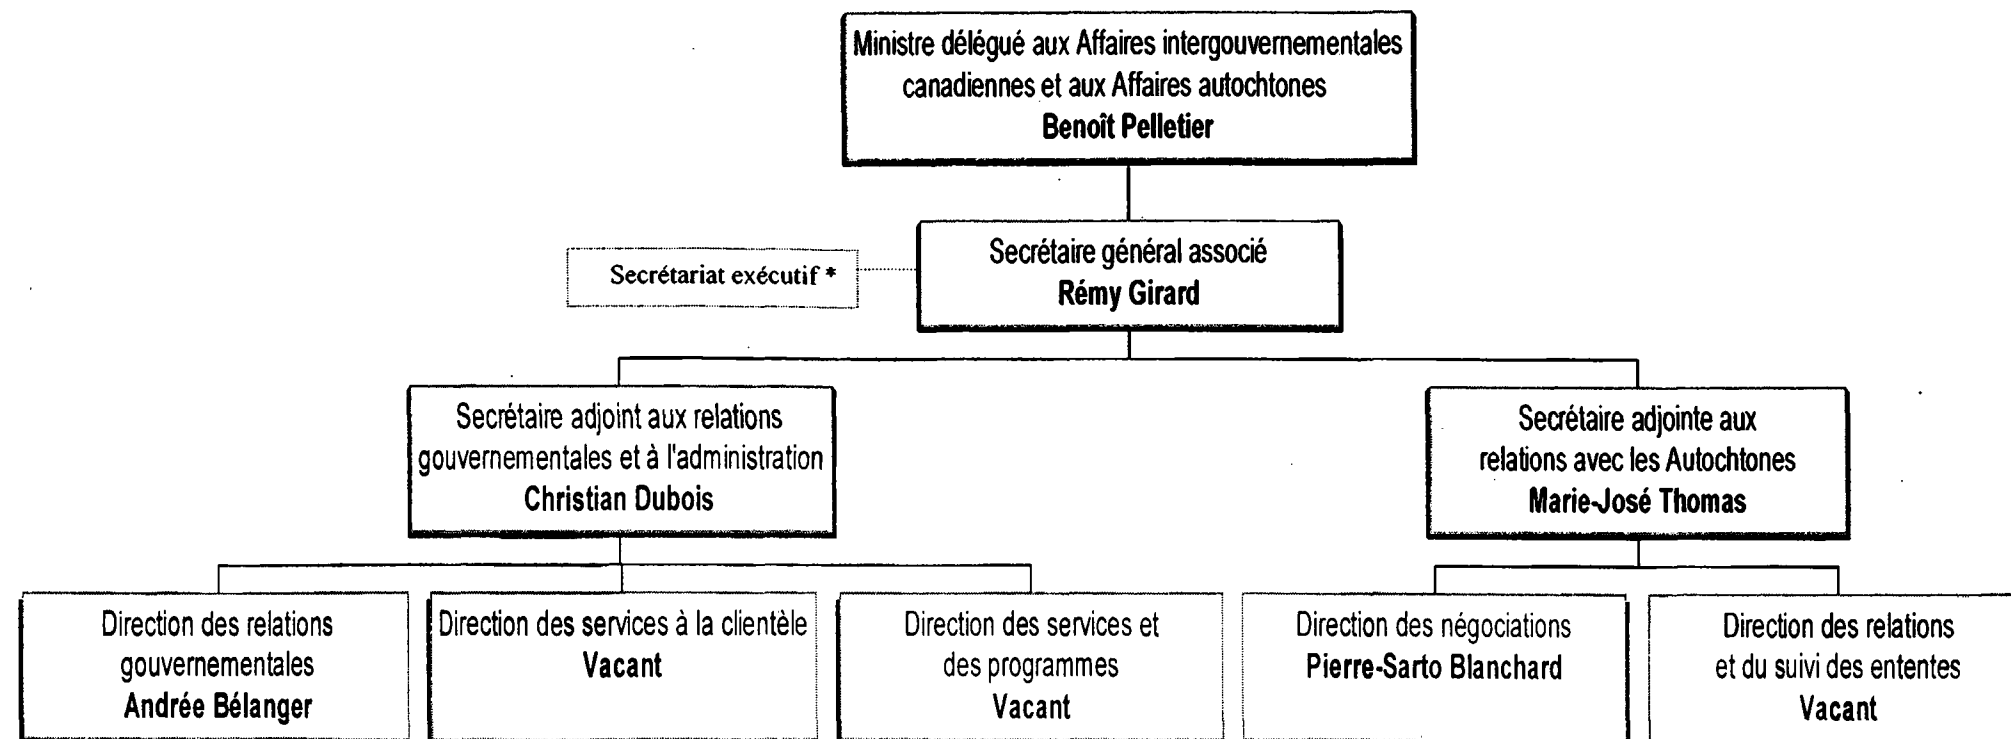 Ministre délégué aux Affaires intergouvernementales
canadiennes et aux Affaires autochtones
Benoît Pelletier
Secrétariat exécutif *
Secrétaire général associé
Rémy Girard
Secrétaire adjoint aux relations
gouvernementales et à l'administration
Christian Dubois
Secrétaire adjointe aux
relations avec les Autochtones
Marie-José Thomas
Direction des relations
gouvernementales
Andrée Bélanger
Direction des services à la clientèle
Vacant
Direction des services et
des programmes
Vacant
Direction des négociations
Pierre-Sarto Blanchard
Direction des relations
et du suivi des ententes
Vacant